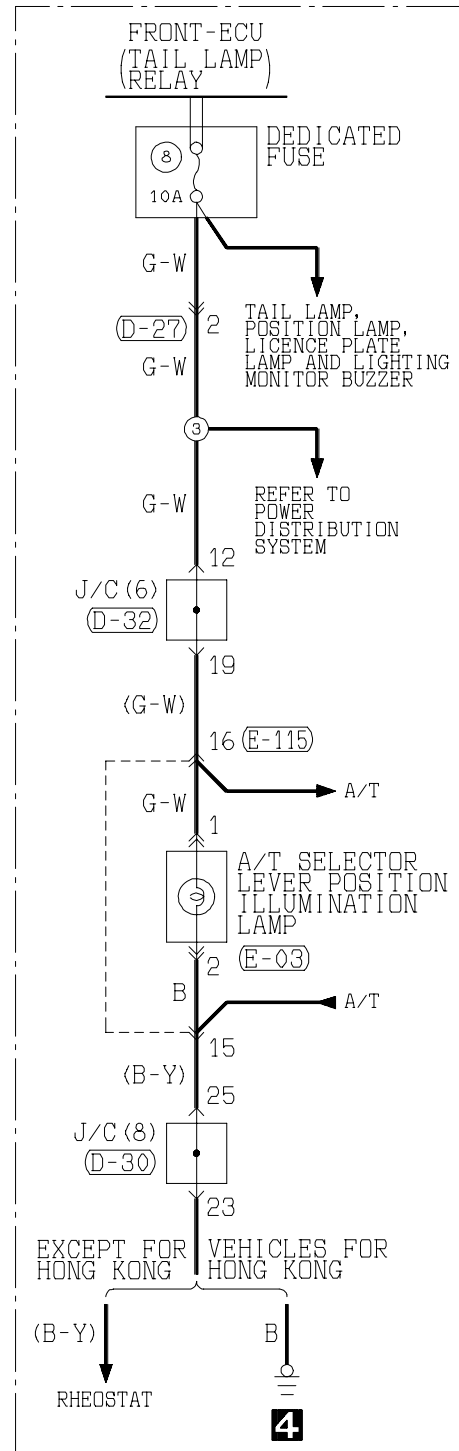 FRONT-ECU
(TAIL LAMP)
RELAY
DEDICATED
FUSE
8
10A
G-W
D-27
2
TAIL LAMP,
POSITION LAMP,
LICENCE PLATE
LAMP AND LIGHTING
MONITOR BUZZER
G-W
3
G-W
REFER TO
POWER
DISTRIBUTION
SYSTEM
12
J/C(6)
D-32
19
(G-W)
16 E-115
A/T
G-W
1
A/T SELECTOR
LEVER POSITION
ILLUMINATION
LAMP
2 E-03
B
A/T
15
(B-Y)
25
J/C(8)
D-30
23
EXCEPT FOR
HONG KONG
VEHICLES FOR
HONG KONG
(B-Y)
B
RHEOSTAT
4